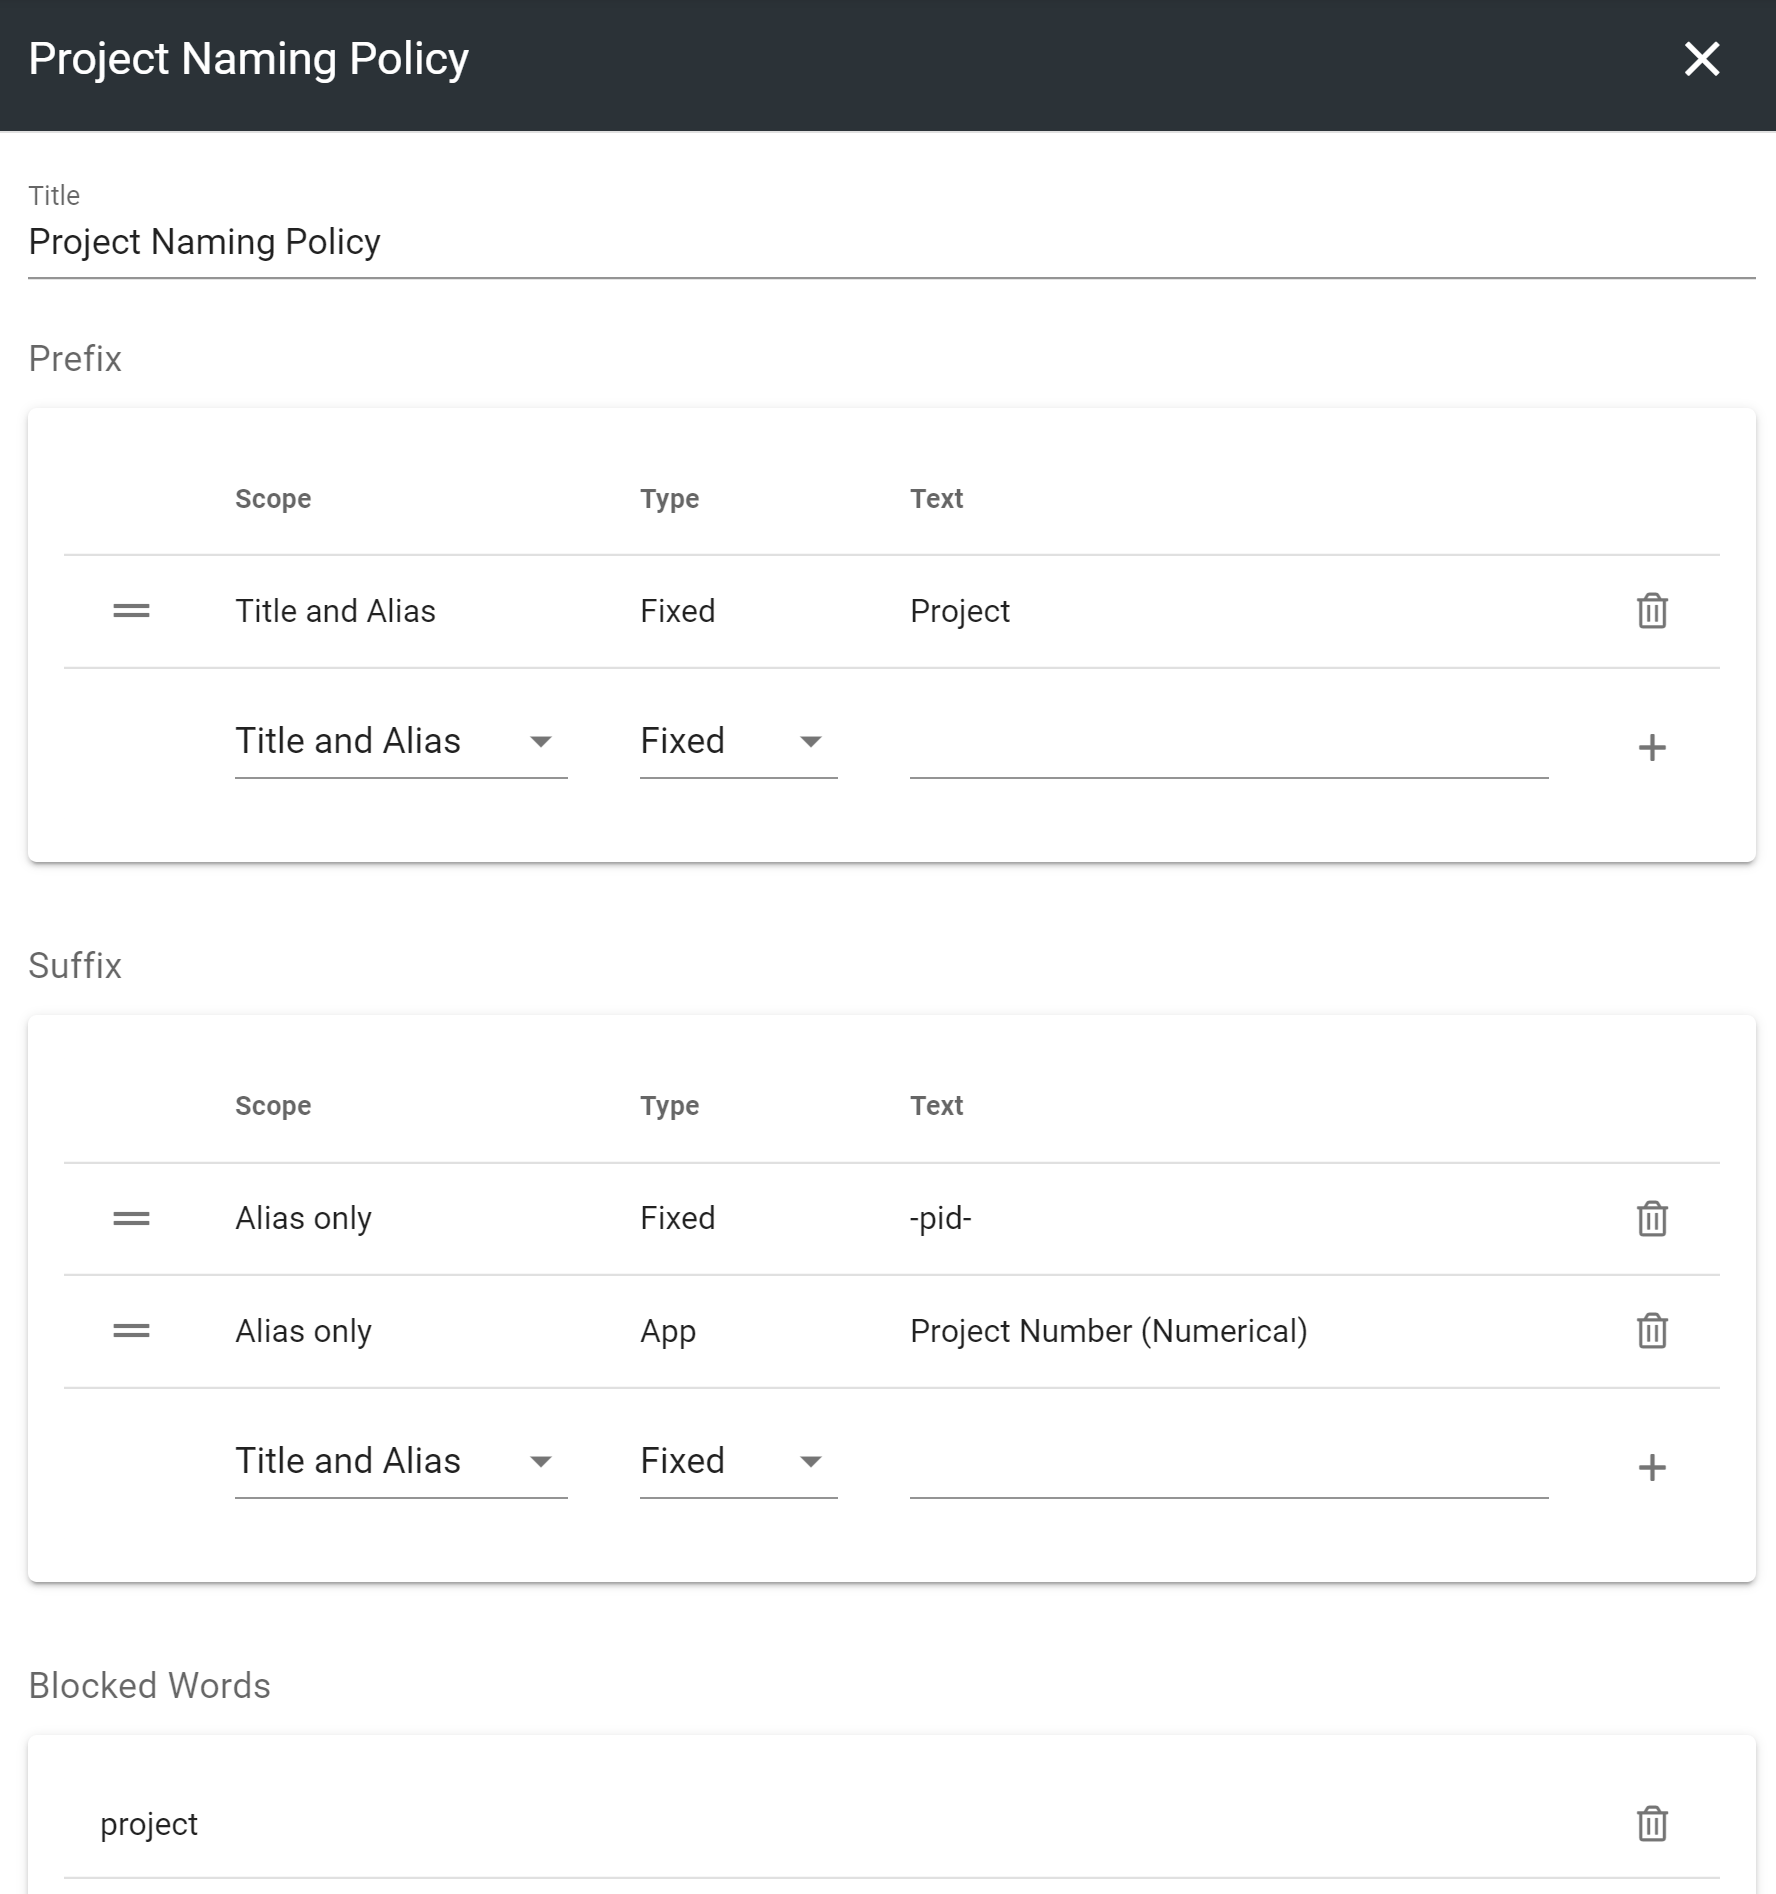 Project Naming Policy
Title
Project Naming Policy
Prefix
Scope Type Text
Title and Alias Fixed Project
Title and Alias Fixed
Suffix
Scope Type Text
Alias only Fixed -pid-
Alias only App Project Number (Numerical)
Title and Alias Fixed
Blocked Words
project